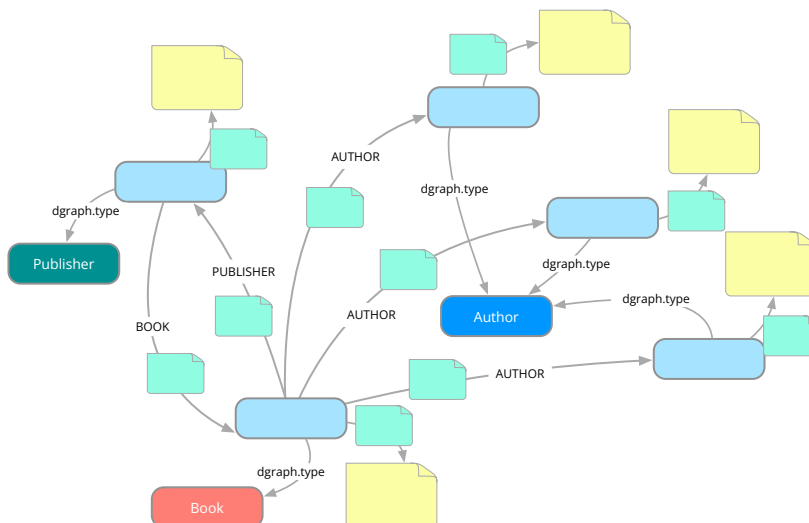 AUTHOR
dgraph.type
dgraph.type
Publisher
PUBLISHER
dgraph.type
dgraph.type
AUTHOR
Author
BOOK
AUTHOR
dgraph.type
Book